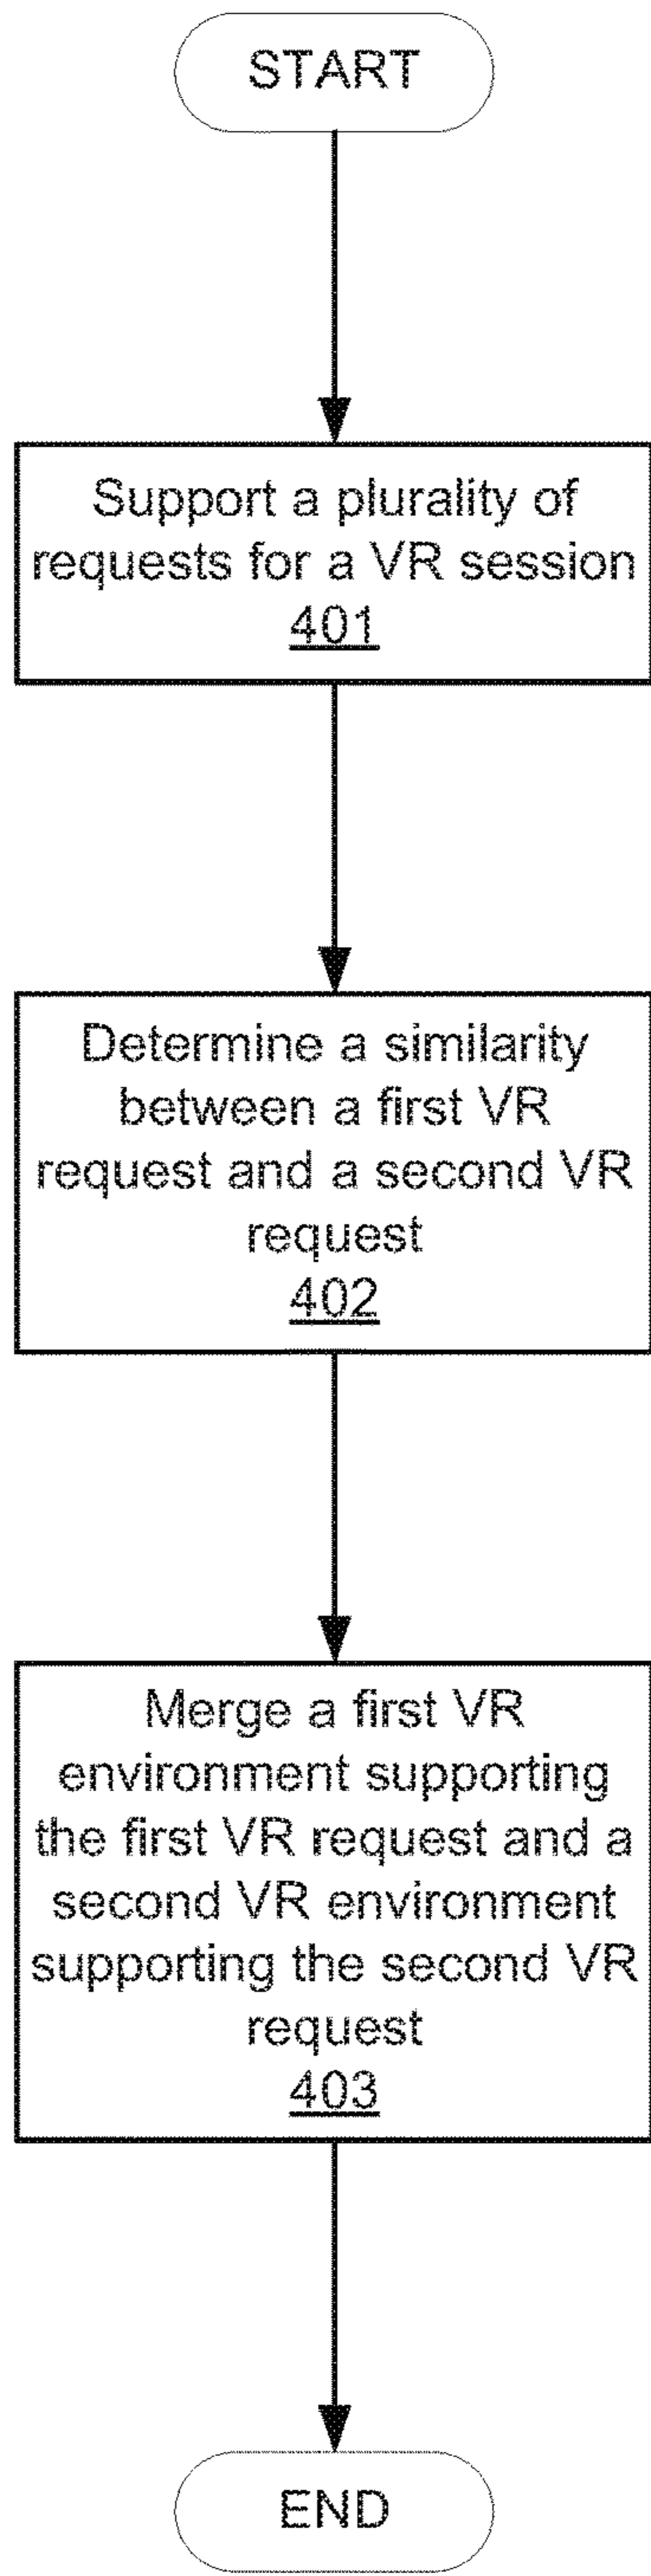 START
Support a plurality of
requests for a VR session
401
Determine a similarity
between a first VR
request and a second VR
request
402
Merge a first VR
environment supporting
the first VR request and a
second VR environment
supporting the second VR
request
403
END